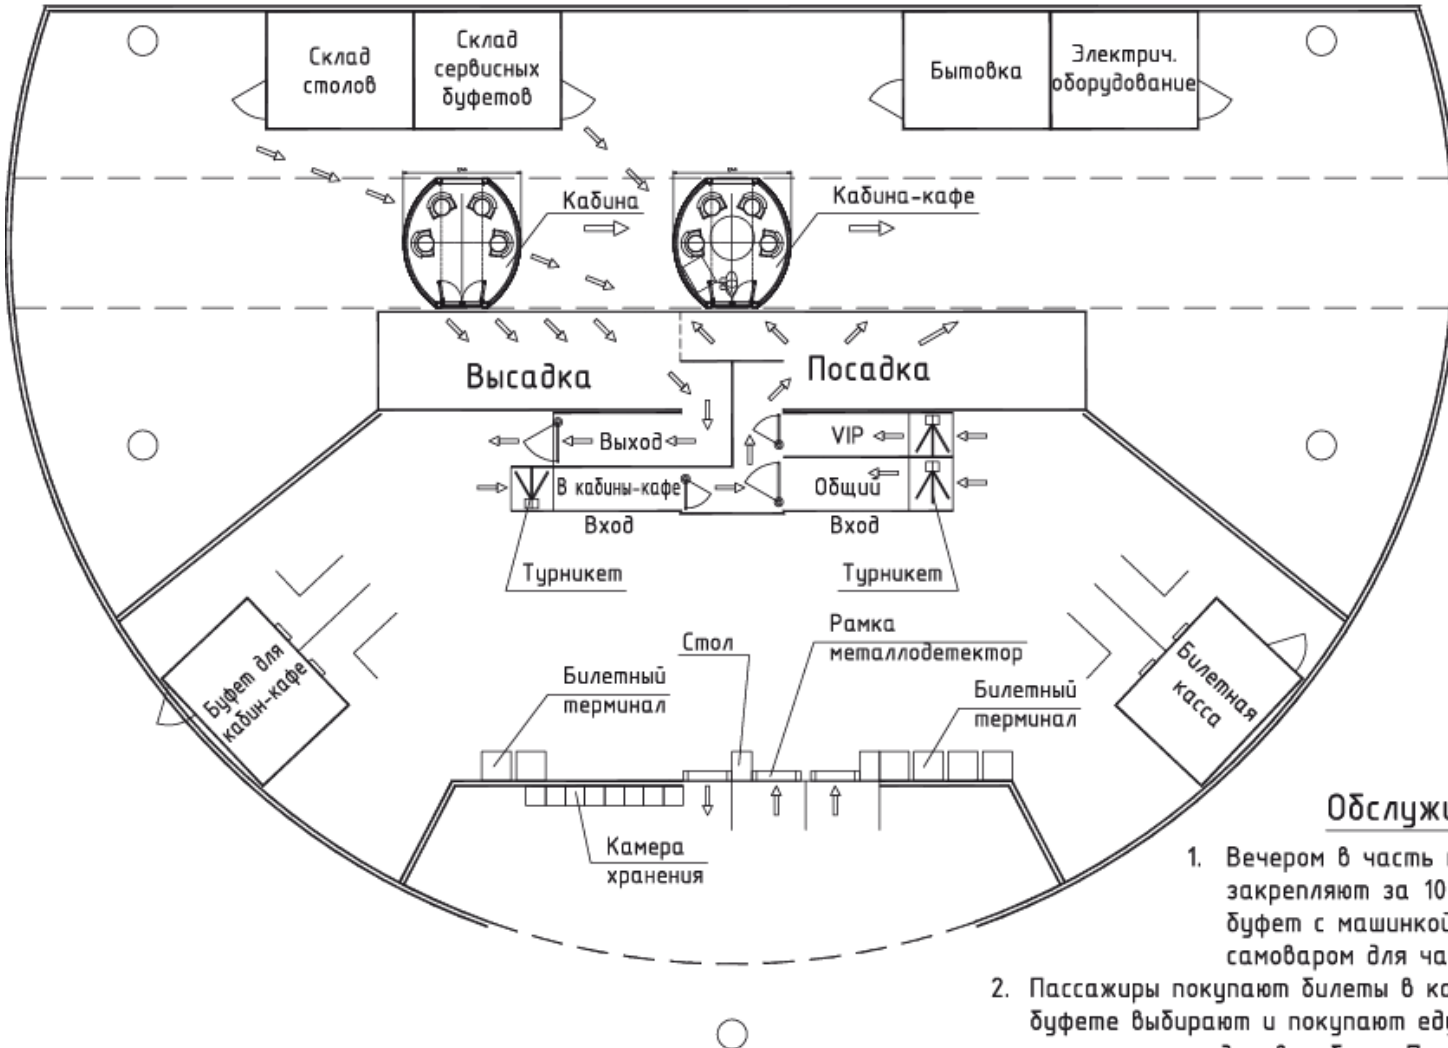 Склад
столов
Склад
сервисных
буфетов
Бытовка
Электрич.
оборудование
Кабина
Кабина-кафе
Высадка
Посадка
Выход
VIP
В кабины-кафе
Общий
Вход
Вход
Турникет
Турникет
Стол
Рамка
металлодетектор
Буфет для
кабин-кафе
Билетный
терминал
Билетный
терминал
Билетная
касса
Камера
хранения
Обслужи
1. Вечером в часть
закрепляют за 10
буфет с машинкой
самоваром для ча
2. Пассажиры покупают билеты в ка
буфете выбирают и покупают еду